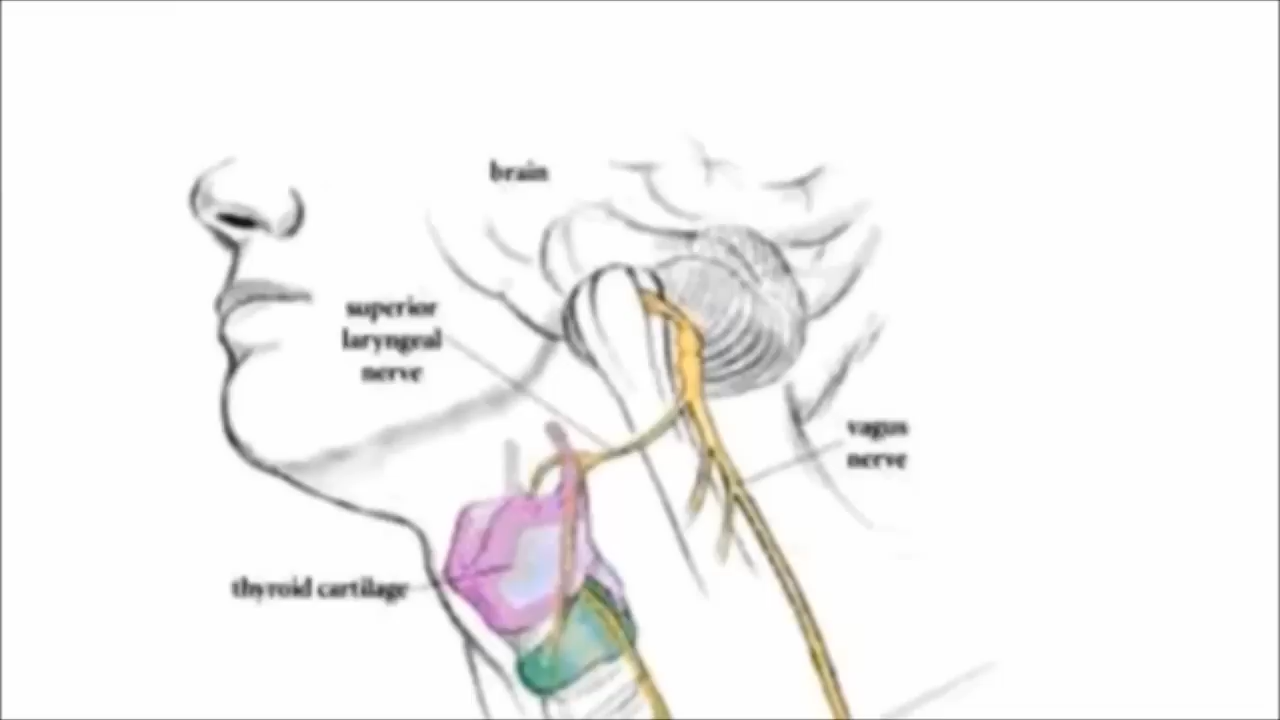 brain
superior
laryngeal
nerve
vagus
nerve
thyroid cartilage